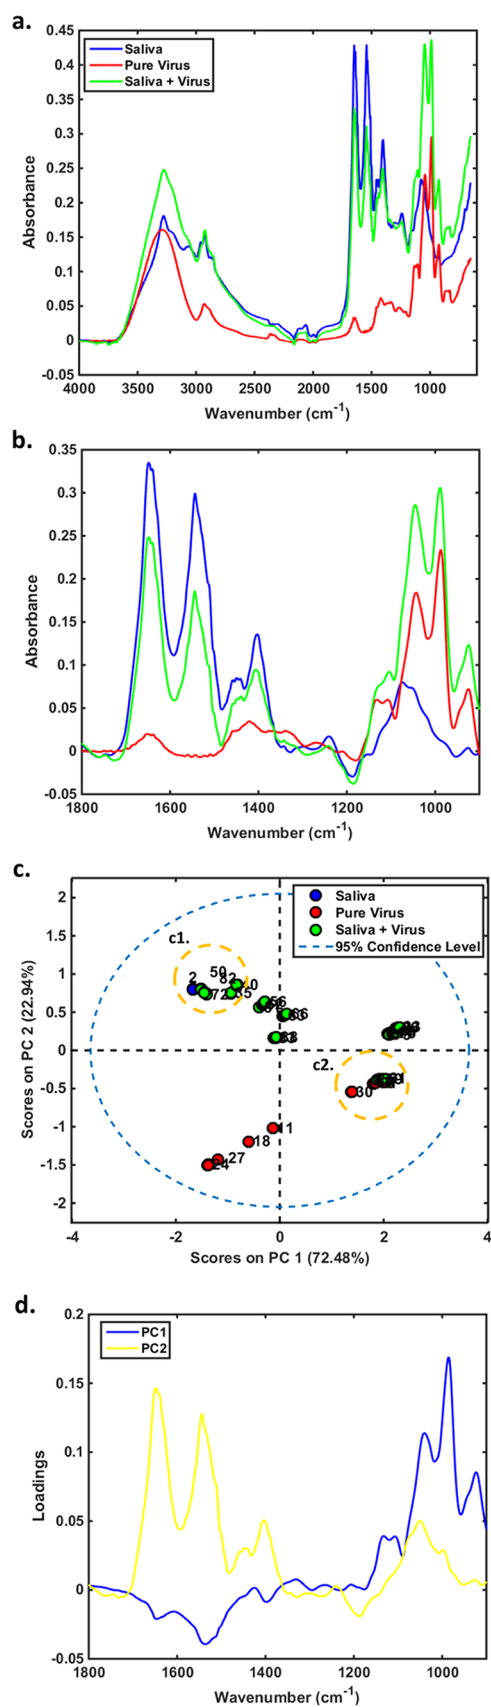 a.
0.45
0.4
0.35
0.3
0.25
0.2
0.15
0.1
0.05
0
-0.05
Absorbance
Saliva
Pure Virus
Saliva + Virus
4000 3500 3000 2500 2000 1500 1000
Wavenumber (cm-1)
b.
0.35
0.3
0.25
0.2
0.15
0.1
0.05
0
-0.05
Absorbance
1800 1600 1400 1200 1000
Wavenumber (cm-1)
c.
2
1.5
1
0.5
0
-0.5
-1
-1.5
-2
Scores on PC 2 (22.94%)
Saliva
Pure Virus
Saliva + Virus
95% Confidence Level
c1.
50
2
72
c2.
30
11
18
27
24
-4 -2 0 2 4
Scores on PC 1 (72.48%)
d.
0.2
0.15
0.1
0.05
0
-0.05
Loadings
PC1
PC2
1800 1600 1400 1200 1000
Wavenumber (cm-1)